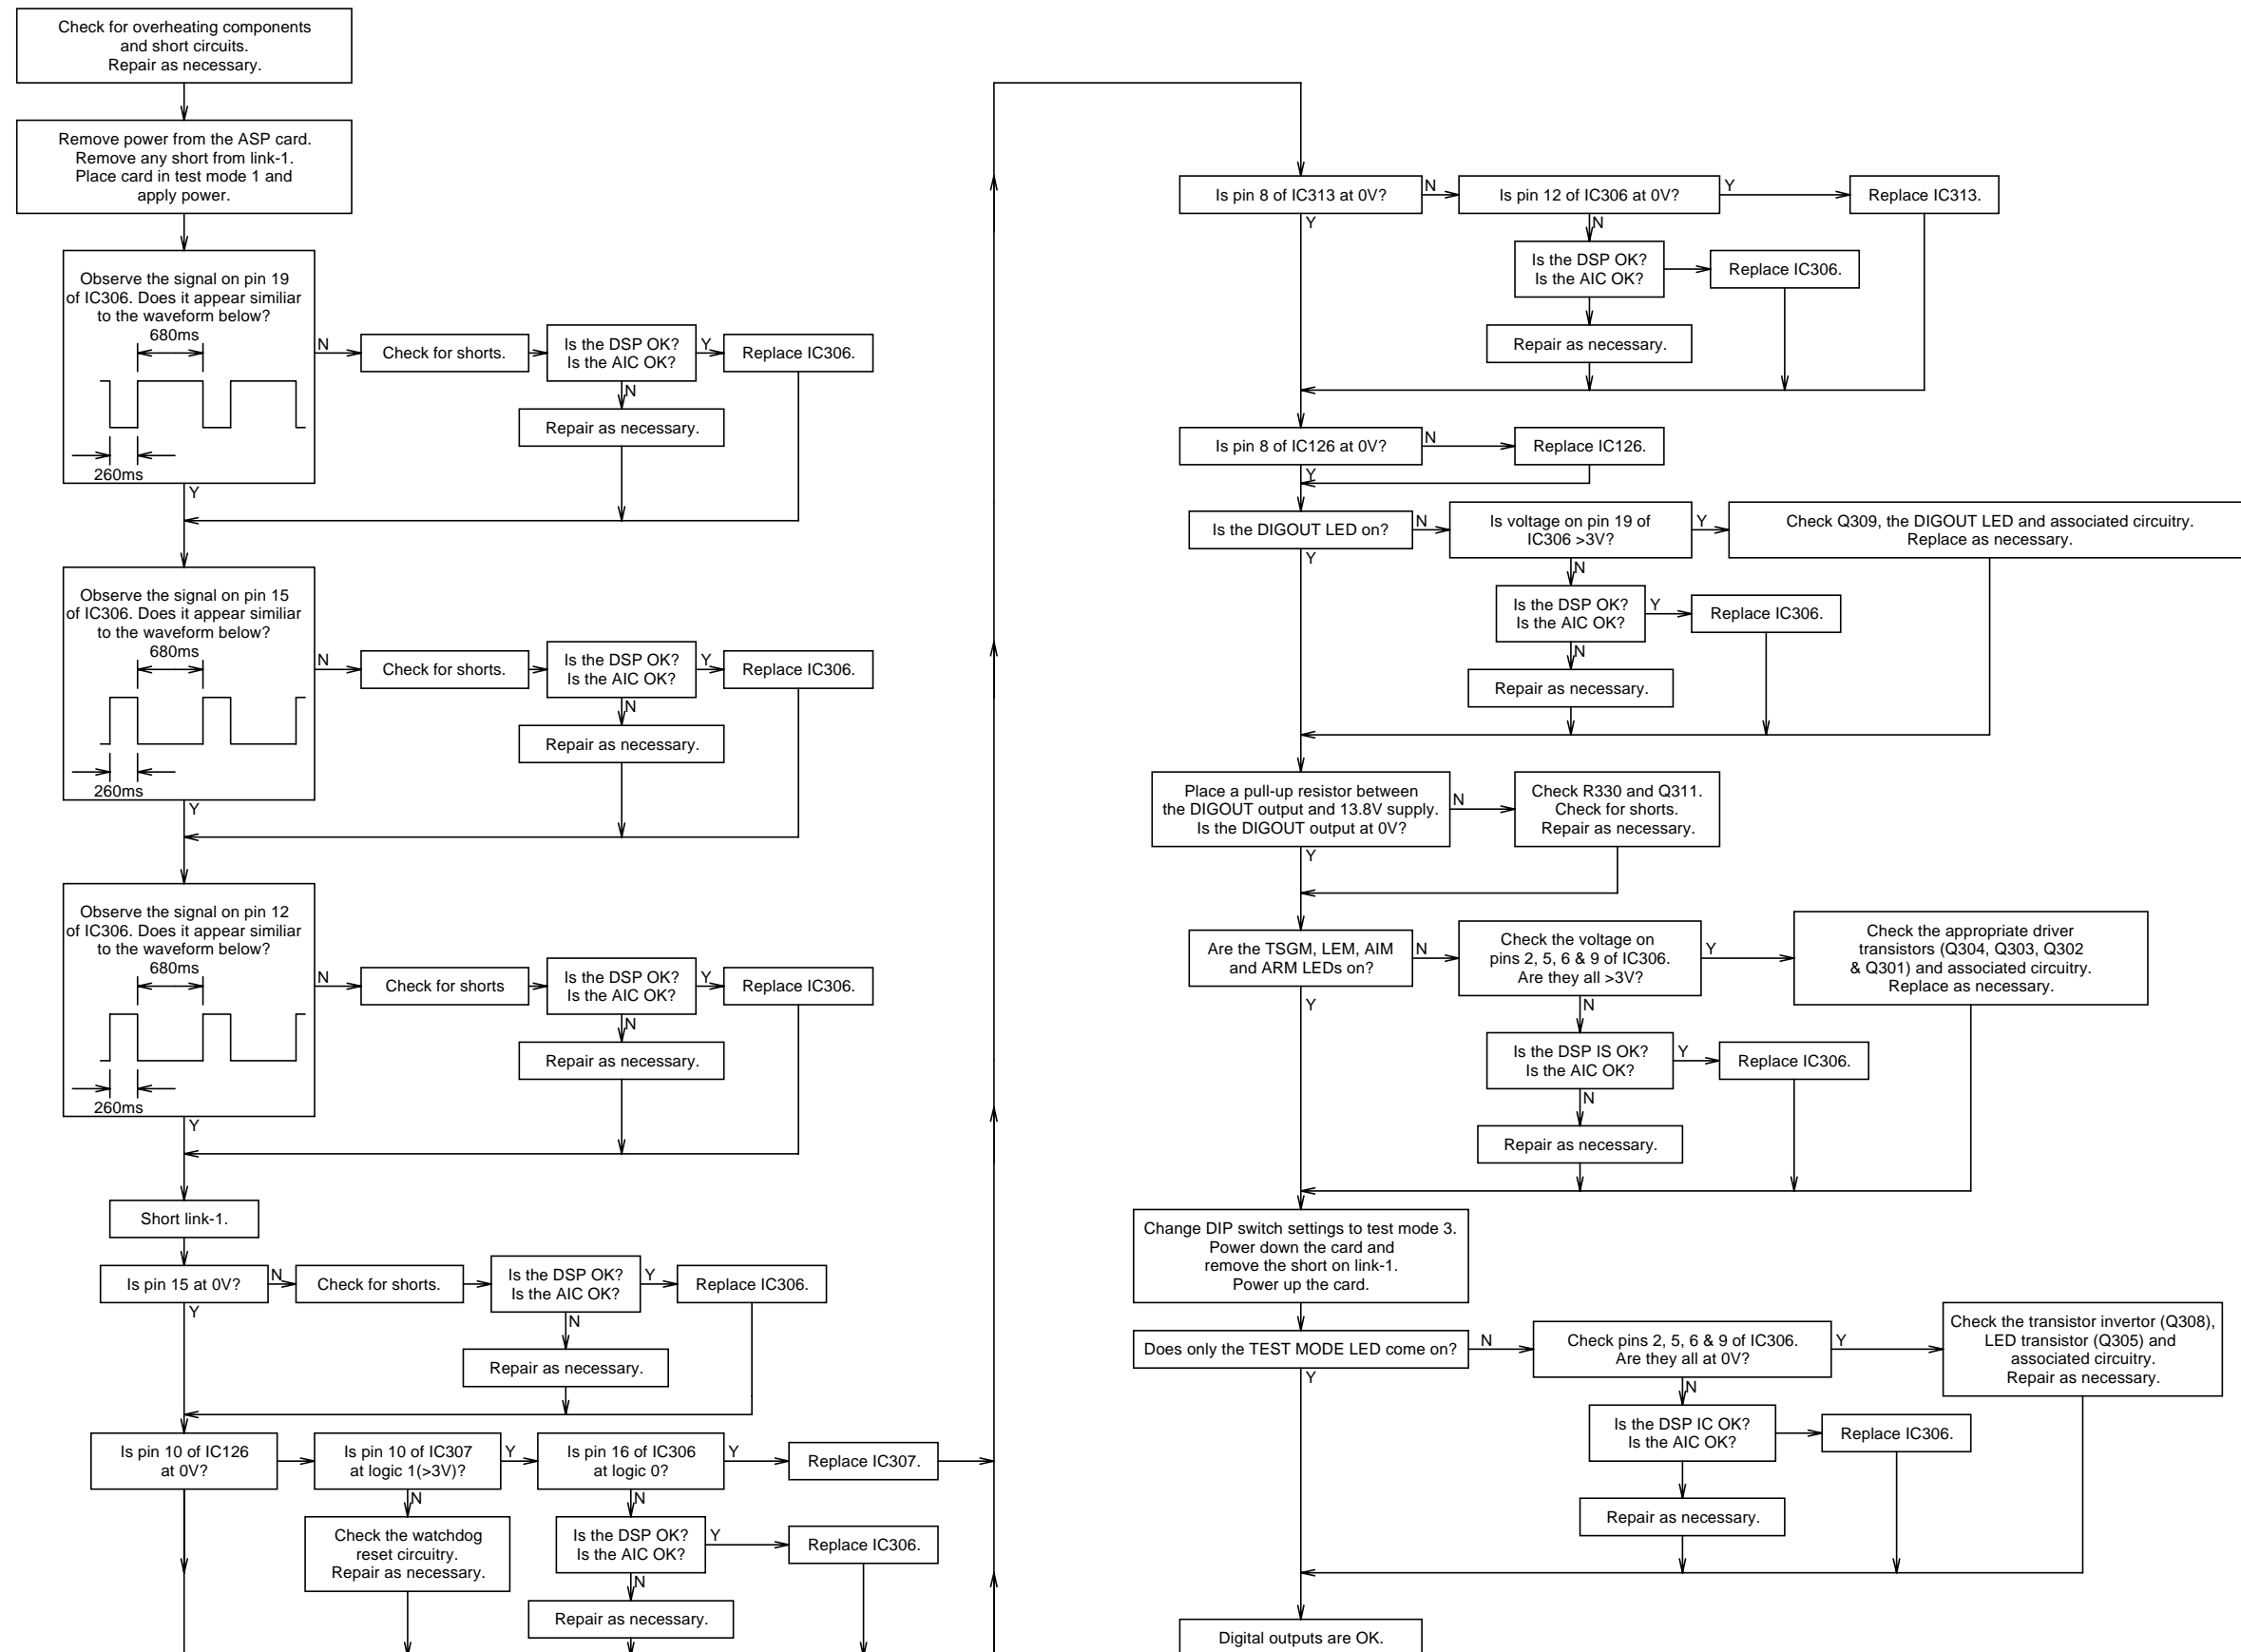 Check for overheating components
and short circuits.
Repair as necessary.
Remove power from the ASP card.
Remove any short from link-1.
Place card in test mode 1 and
apply power.
Observe the signal on pin 19
of IC306. Does it appear similiar
to the waveform below?
680ms
260ms
N
Check for shorts.
Is the DSP OK?
Is the AIC OK?
Y
Replace IC306.
N
Repair as necessary.
Y
Observe the signal on pin 15
of IC306. Does it appear similiar
to the waveform below?
680ms
260ms
N
Check for shorts.
Is the DSP OK?
Is the AIC OK?
Y
Replace IC306.
N
Repair as necessary.
Y
Observe the signal on pin 12
of IC306. Does it appear similiar
to the waveform below?
680ms
260ms
N
Check for shorts
Is the DSP OK?
Is the AIC OK?
Y
Replace IC306.
N
Repair as necessary.
Y
Short link-1.
Is pin 15 at 0V?
N
Check for shorts.
Is the DSP OK?
Is the AIC OK?
Y
Replace IC306.
N
Repair as necessary.
Y
Is pin 10 of IC126
at 0V?
Is pin 10 of IC307
at logic 1(>3V)?
Y
Is pin 16 of IC306
at logic 0?
Y
Replace IC307.
N
Check the watchdog
reset circuitry.
Repair as necessary.
N
Is the DSP OK?
Is the AIC OK?
Y
Replace IC306.
N
Repair as necessary.
Is pin 8 of IC313 at 0V?
N
Is pin 12 of IC306 at 0V?
Y
Replace IC313.
Y
N
Is the DSP OK?
Is the AIC OK?
Replace IC306.
Repair as necessary.
Is pin 8 of IC126 at 0V?
N
Replace IC126.
Y
Is the DIGOUT LED on?
N
Is voltage on pin 19 of
IC306 >3V?
Y
Check Q309, the DIGOUT LED and associated circuitry.
Replace as necessary.
Y
N
Is the DSP OK?
Is the AIC OK?
Y
Replace IC306.
N
Repair as necessary.
Place a pull-up resistor between
the DIGOUT output and 13.8V supply.
Is the DIGOUT output at 0V?
N
Check R330 and Q311.
Check for shorts.
Repair as necessary.
Y
Are the TSGM, LEM, AIM
and ARM LEDs on?
N
Check the voltage on
pins 2, 5, 6 & 9 of IC306.
Are they all >3V?
Y
Check the appropriate driver
transistors (Q304, Q303, Q302
& Q301) and associated circuitry.
Replace as necessary.
Y
N
Is the DSP IS OK?
Is the AIC OK?
Y
Replace IC306.
N
Repair as necessary.
Change DIP switch settings to test mode 3.
Power down the card and
remove the short on link-1.
Power up the card.
Does only the TEST MODE LED come on?
N
Check pins 2, 5, 6 & 9 of IC306.
Are they all at 0V?
Y
Check the transistor invertor (Q308),
LED transistor (Q305) and
associated circuitry.
Repair as necessary.
Y
N
Is the DSP IC OK?
Is the AIC OK?
Replace IC306.
Repair as necessary.
Digital outputs are OK.